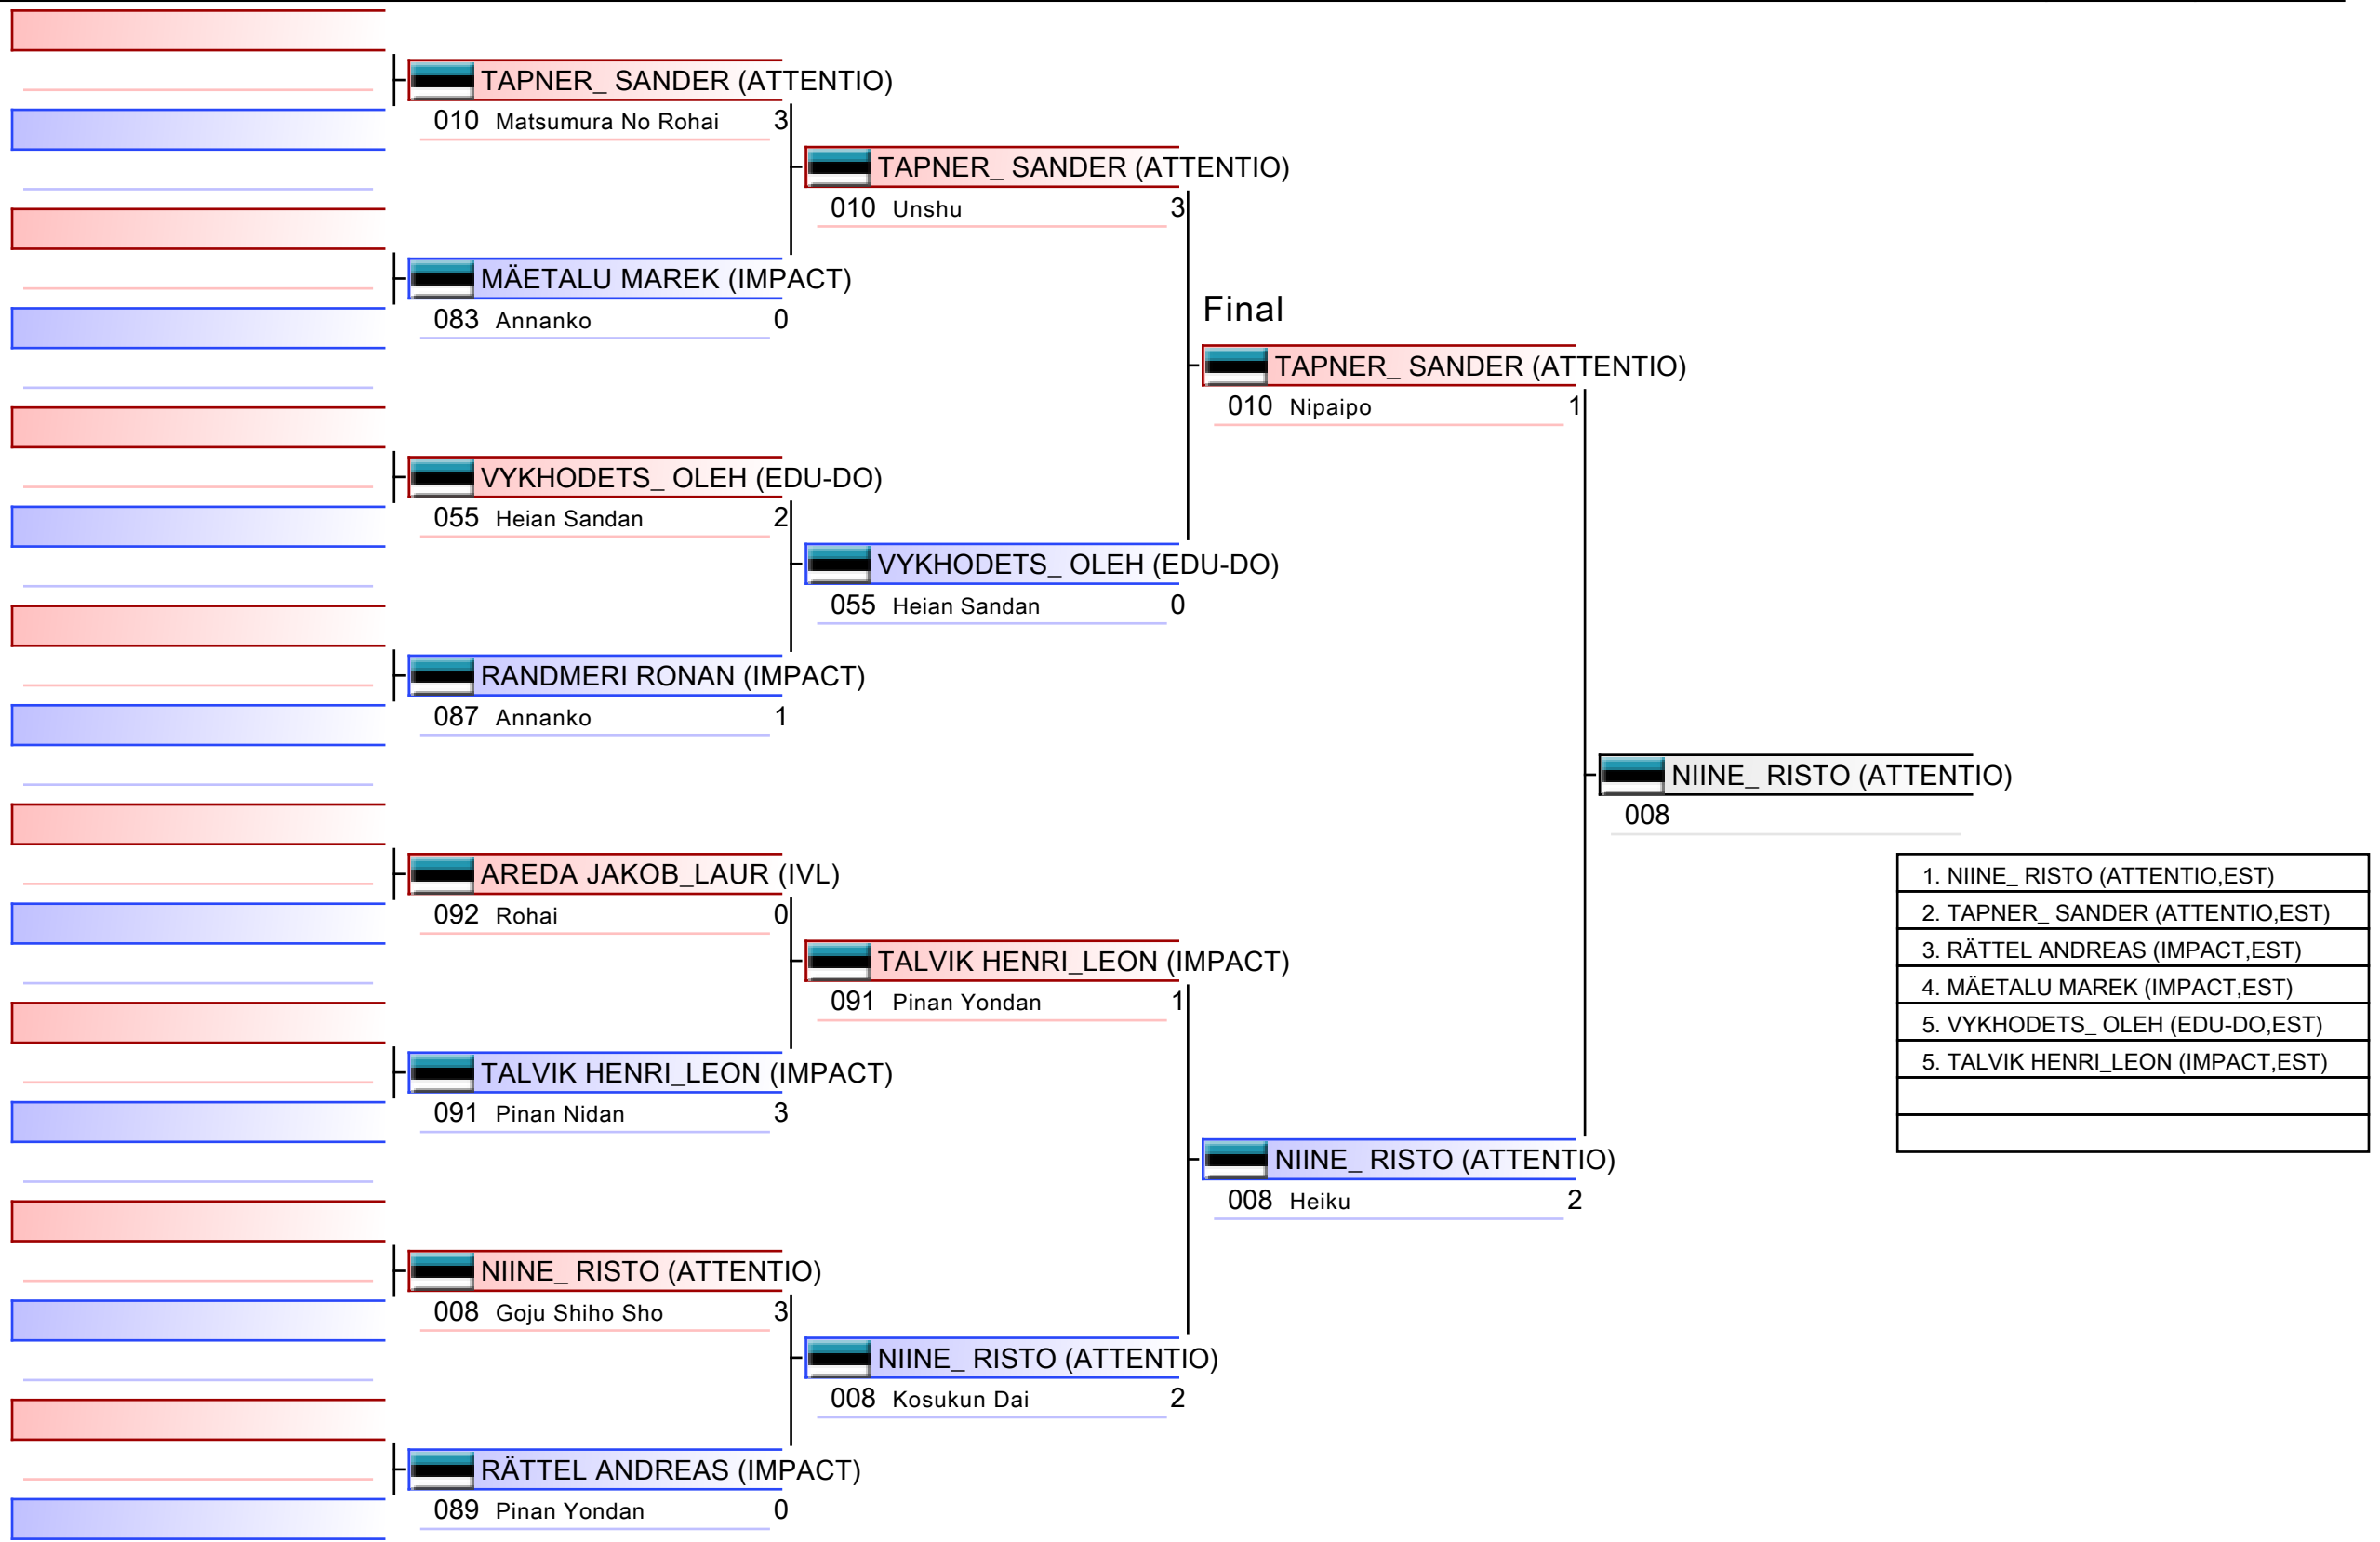 TAPNER_ SANDER (ATTENTIO)
010 Matsumura No Rohai 3
MÄETALU MAREK (IMPACT)
083 Annanko 0
VYKHODETS_ OLEH (EDU-DO)
055 Heian Sandan 2
RANDMERI RONAN (IMPACT)
087 Annanko 1
AREDA JAKOB_LAUR (IVL)
092 Rohai 0
TALVIK HENRI_LEON (IMPACT)
091 Pinan Nidan 3
NIINE_ RISTO (ATTENTIO)
008 Goju Shiho Sho 3
RÄTTEL ANDREAS (IMPACT)
089 Pinan Yondan 0
TAPNER_ SANDER (ATTENTIO)
010 Unshu 3
VYKHODETS_ OLEH (EDU-DO)
055 Heian Sandan 0
TALVIK HENRI_LEON (IMPACT)
091 Pinan Yondan 1
NIINE_ RISTO (ATTENTIO)
008 Kosukun Dai 2
Final
TAPNER_ SANDER (ATTENTIO)
010 Nipaipo 1
NIINE_ RISTO (ATTENTIO)
008 Heiku 2
NIINE_ RISTO (ATTENTIO)
008
1. NIINE_ RISTO (ATTENTIO,EST)
2. TAPNER_ SANDER (ATTENTIO,EST)
3. RÄTTEL ANDREAS (IMPACT,EST)
4. MÄETALU MAREK (IMPACT,EST)
5. VYKHODETS_ OLEH (EDU-DO,EST)
5. TALVIK HENRI_LEON (IMPACT,EST)